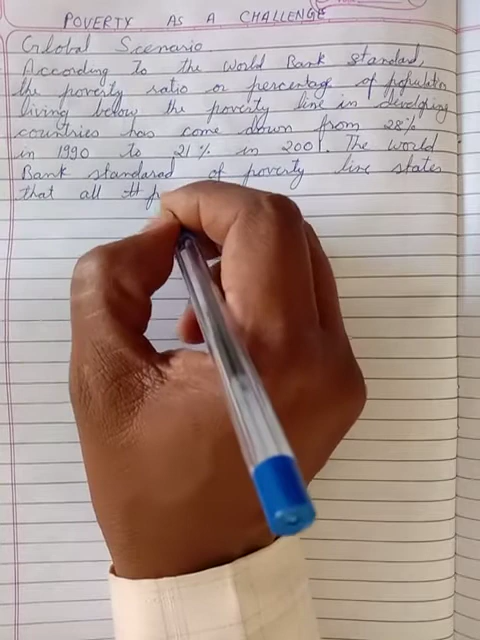 POVERTY AS A CHALLENGE
Global Scenario
According to the World Bank standard,
the poverty ratio or percentage of population
living below the poverty line in developing
countries has come down from 28%
in 1990 to 21% in 2001. The world
Bank standarad of poverty line states
that all